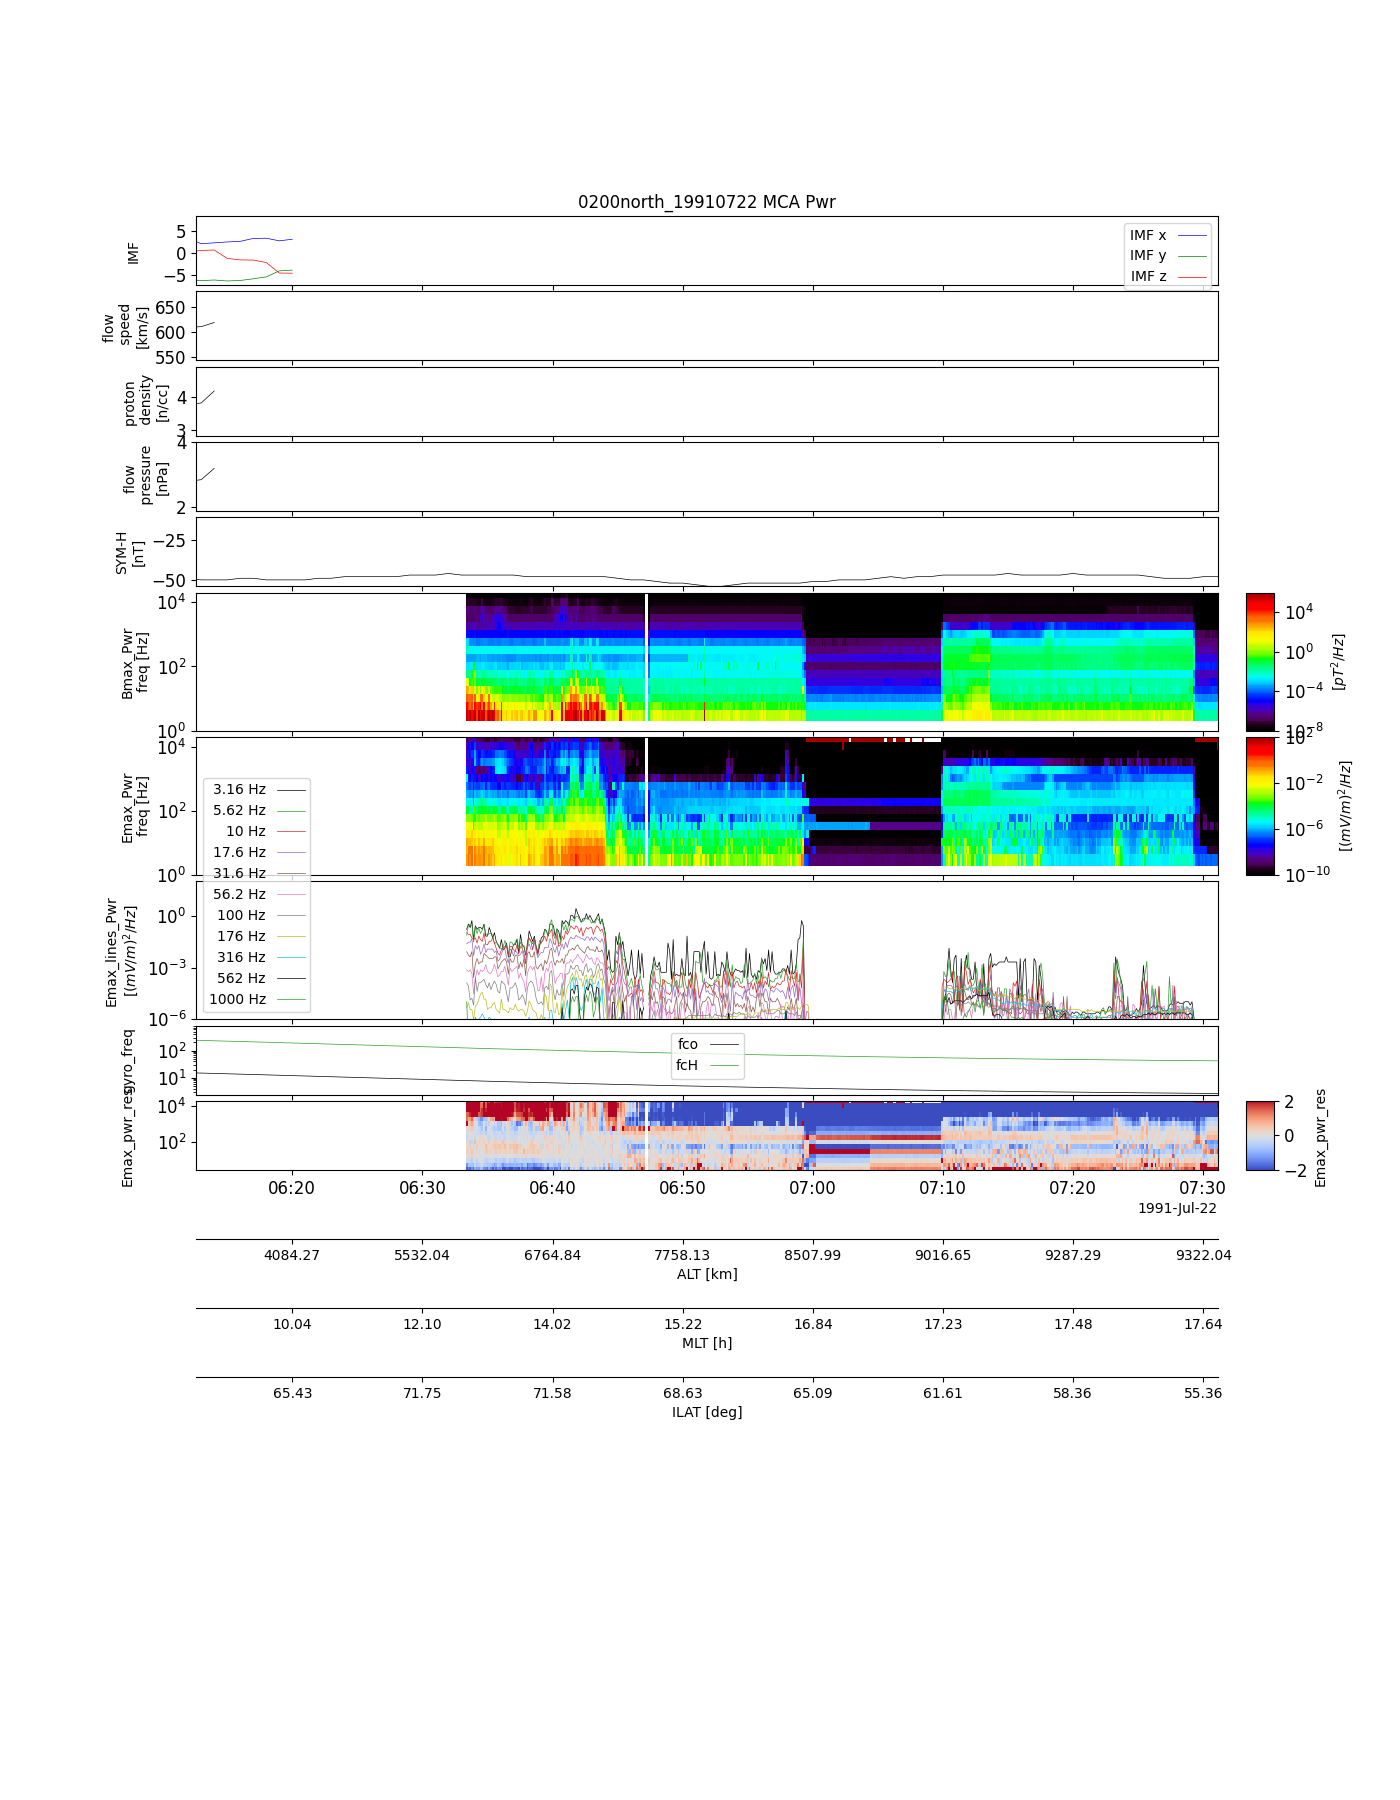 0200north_19910722 MCA Pwr
5
0
−5
IMF
IMF x
IMF y
IMF z
650
600
550
flow
speed
[km/s]
4
3
proton
density
[n/cc]
4
2
flow
pressure
[nPa]
−25
−50
SYM-H
[nT]
10^4
10^2
10^0
Bmax_Pwr
freq [Hz]
10^4
10^0
10^−4
10^−8
[pT^2/Hz]
10^4
10^2
10^0
Emax_Pwr
freq [Hz]
10^2
10^−2
10^−6
10^−10
[(mV/m)^2/Hz]
3.16 Hz
5.62 Hz
10 Hz
17.6 Hz
31.6 Hz
56.2 Hz
100 Hz
176 Hz
316 Hz
562 Hz
1000 Hz
10^0
10^−3
10^−6
Emax_lines_Pwr
[(mV/m)^2/Hz]
10^2
10^1
gyro_freq
fco
fcH
10^4
10^2
Emax_pwr_res
2
0
−2
Emax_pwr_res
06:20 06:30 06:40 06:50 07:00 07:10 07:20 07:30
1991-Jul-22
4084.27 5532.04 6764.84 7758.13 8507.99 9016.65 9287.29 9322.04
ALT [km]
10.04 12.10 14.02 15.22 16.84 17.23 17.48 17.64
MLT [h]
65.43 71.75 71.58 68.63 65.09 61.61 58.36 55.36
ILAT [deg]